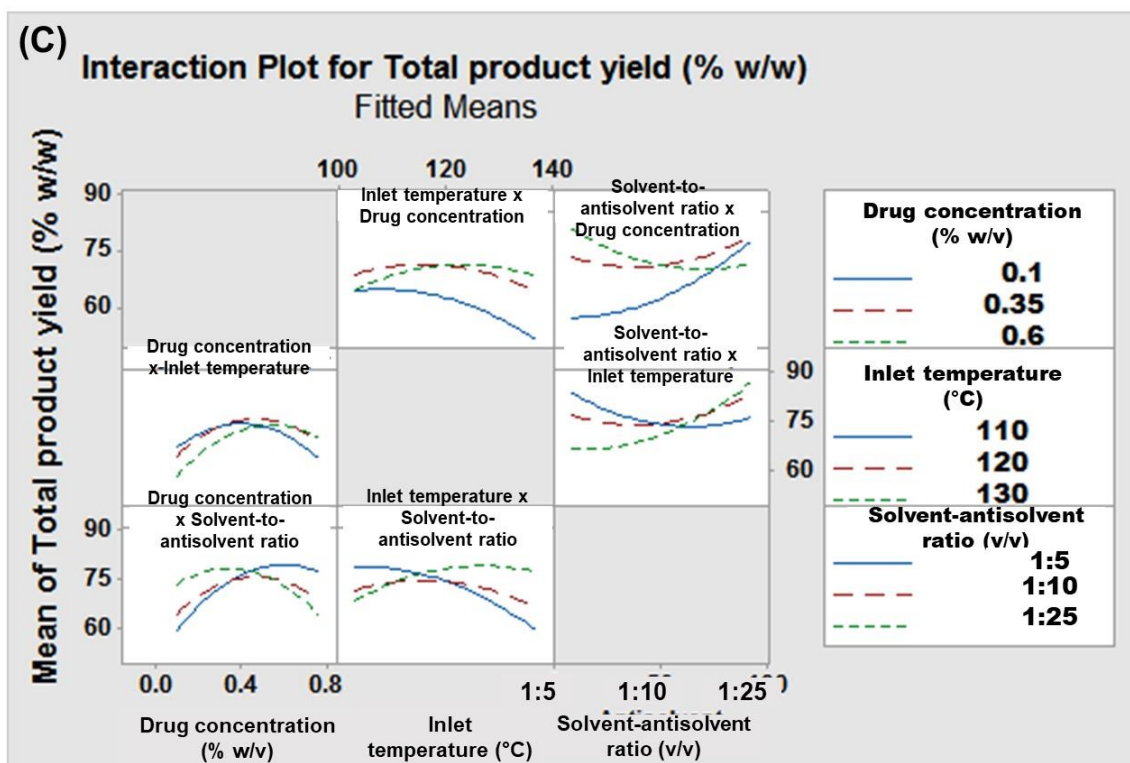 (C)
Interaction Plot for Total product yield (% w/w)
Fitted Means
Mean of Total product yield (% w/w)
100 120 140
90
75
60
Inlet temperature x
Drug concentration
Solvent-to-
antisolvent ratio x
Drug concentration
Drug concentration
(% w/v)
0.1
0.35
0.6
Drug concentration
x-Inlet temperature
Solvent-to-
antisolvent ratio x
Inlet temperature
90
75
60
Inlet temperature
(°C)
110
120
130
90
75
60
Drug concentration
x Solvent-to-
antisolvent ratio
Inlet temperature x
Solvent-to-
antisolvent ratio
Solvent-antisolvent
ratio (v/v)
1:5
1:10
1:25
0.0 0.4 0.8 1:5 1:10 1:25
Drug concentration
(% w/v)
Inlet
temperature (°C)
Solvent-antisolvent
ratio (v/v)